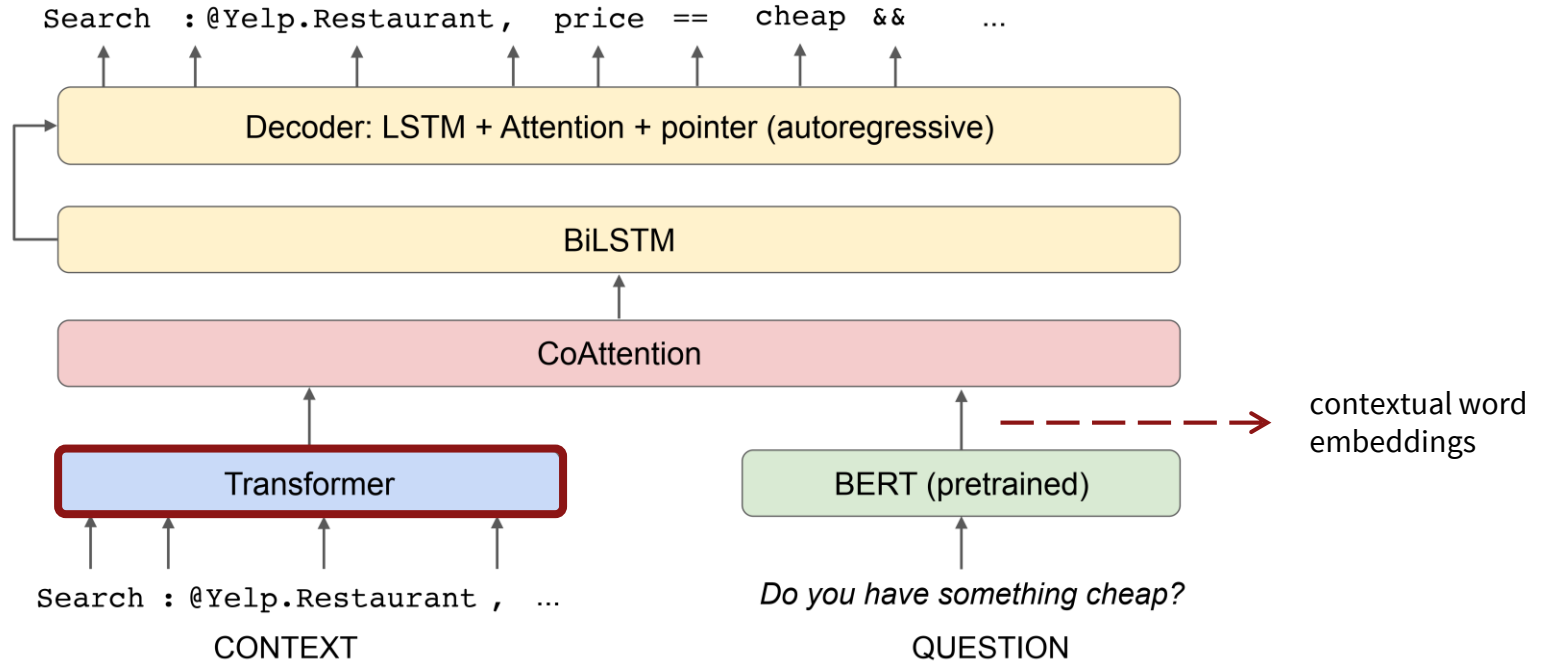 Search : @Yelp.Restaurant, price == cheap && ...
Decoder: LSTM + Attention + pointer (autoregressive)
BiLSTM
CoAttention
contextual word
embeddings
Transformer
BERT (pretrained)
Search : @Yelp.Restaurant , ...
Do you have something cheap?
CONTEXT
QUESTION